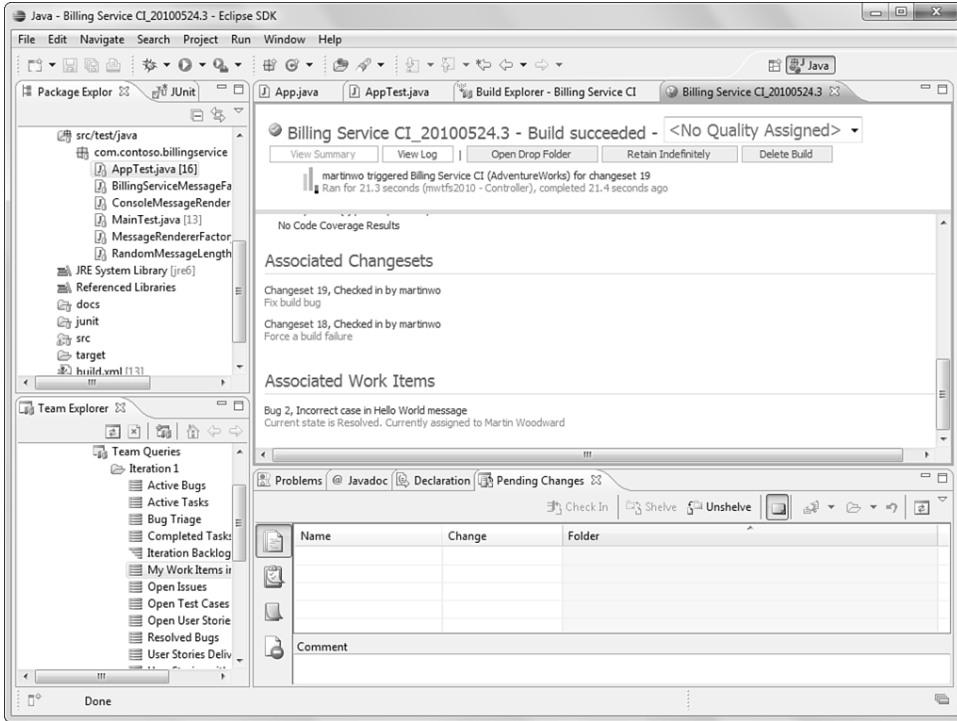 Java - Billing Service CI_20100524.3 - Eclipse SDK
File Edit Navigate Search Project Run Window Help
Java
Package Explor
JUnit
src/test/java
com.contoso.billingservice
AppTest.java [16]
BillingServiceMessageFa
ConsoleMessageRender
MainTest.java [13]
MessageRendererFactor
RandomMessageLength
JRE System Library [jre6]
Referenced Libraries
docs
junit
src
target
build.xml [13]
Team Explorer
Team Queries
Iteration 1
Active Bugs
Active Tasks
Bug Triage
Completed Tasks
Iteration Backlog
My Work Items in
Open Issues
Open Test Cases
Open User Storie
Resolved Bugs
User Stories Deliv
App.java
AppTest.java
Build Explorer - Billing Service CI
Billing Service CI_20100524.3
Billing Service CI_20100524.3 - Build succeeded - <No Quality Assigned>
View Summary View Log | Open Drop Folder Retain Indefinitely Delete Build
martinwo triggered Billing Service CI (AdventureWorks) for changeset 19
Ran for 21.3 seconds (mwtfs2010 - Controller), completed 21.4 seconds ago
No Code Coverage Results
Associated Changesets
Changeset 19, Checked in by martinwo
Fix build bug
Changeset 18, Checked in by martinwo
Force a build failure
Associated Work Items
Bug 2, Incorrect case in Hello World message
Current state is Resolved. Currently assigned to Martin Woodward
Problems @ Javadoc Declaration Pending Changes
Check In Shelve Unshelve
Name Change Folder
Comment
Done